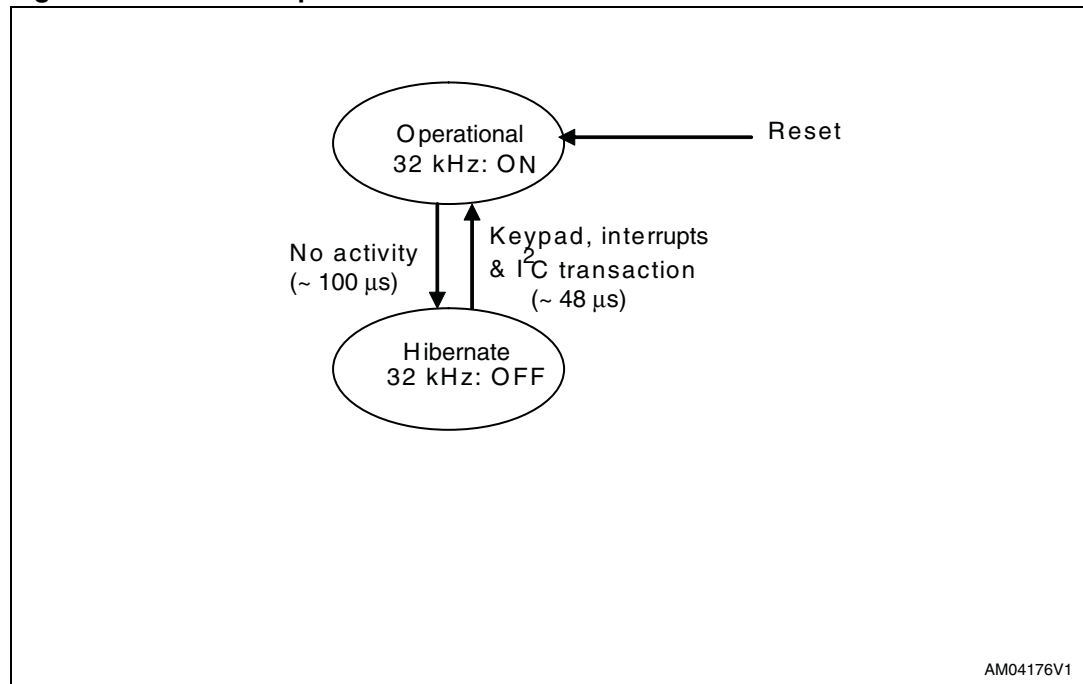 Operational
32 kHz: ON
Reset
No activity
(~ 100 µs)
Keypad, interrupts
& I²C transaction
(~ 48 µs)
Hibernate
32 kHz: OFF
AM04176V1